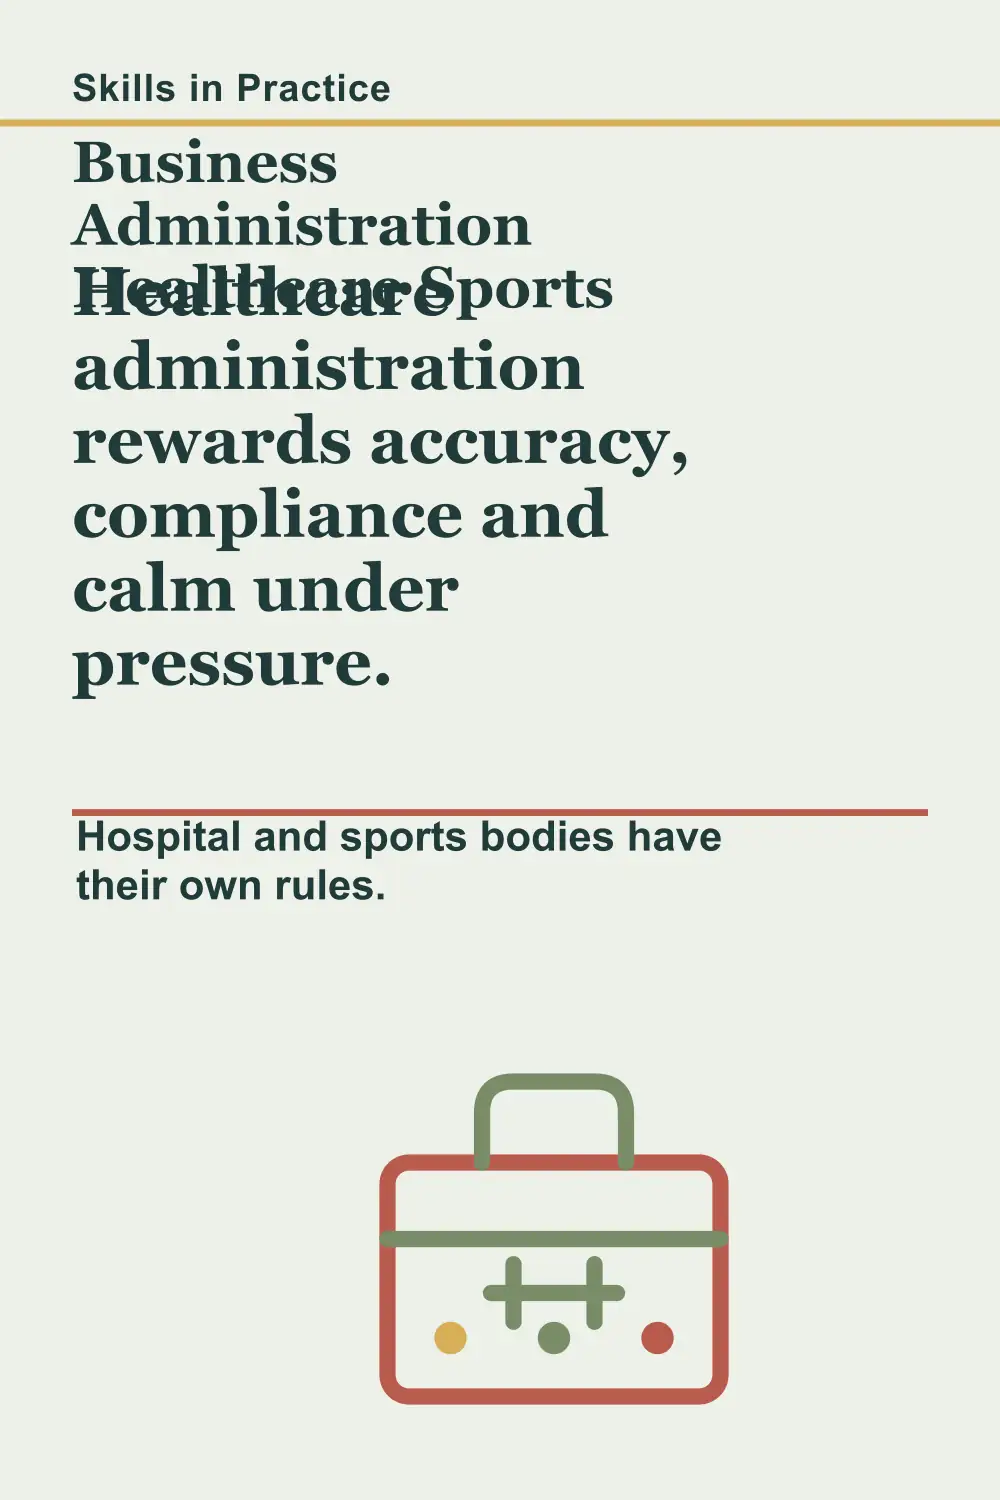 Skills in Practice
Business
Administration
Healthcare Sports
Healthcare
administration
rewards accuracy,
compliance and
calm under
pressure.
Hospital and sports bodies have
their own rules.